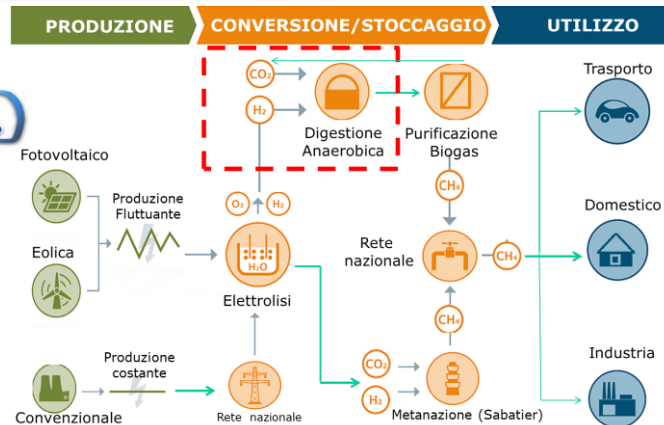 PRODUZIONE
CONVERSIONE/STOCCAGGIO
UTILIZZO
CO₂
H₂
Digestione
Anaerobica
Purificazione
Biogas
Trasporto
Fotovoltaico
Produzione
Fluttuante
O₂
H₂
CH₄
Domestico
Eolica
H₂O
Elettrolisi
Rete
nazionale
CH₄
CH₄
Produzione
costante
Convenzionale
Rete nazionale
CO₂
H₂
Metanazione (Sabatier)
Industria